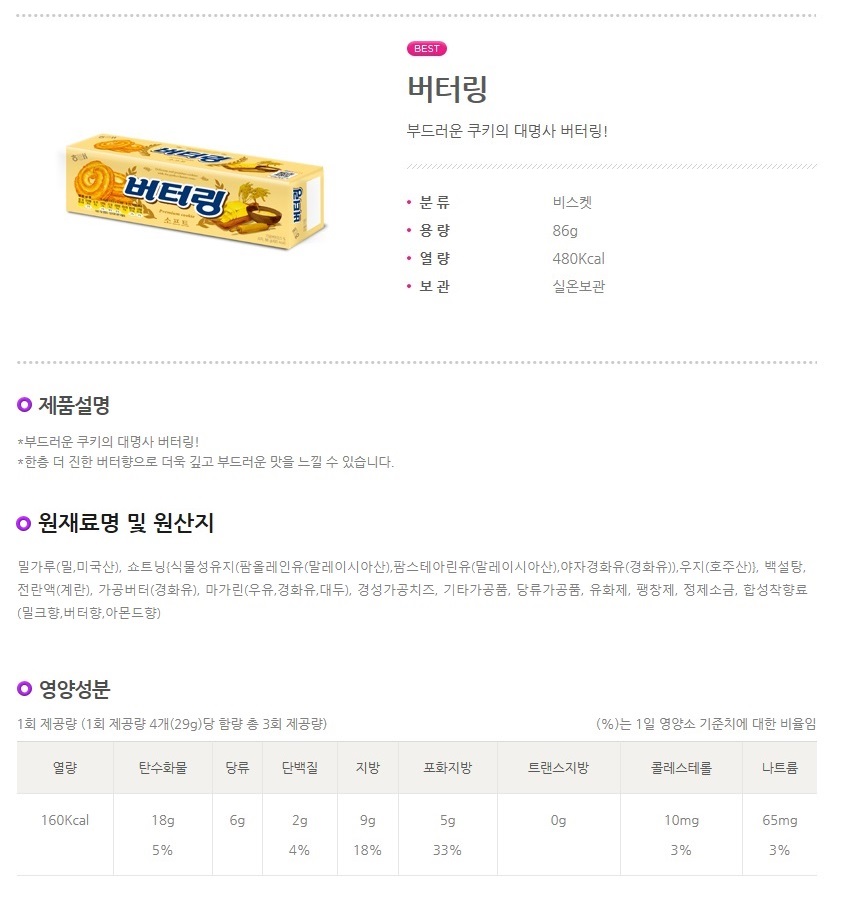 BEST
버터링
부드러운 쿠키의 대명사 버터링!
해태
버터링
버터링
Premium cookie
소프트
버터링
분 류 비스켓
용 량 86g
열 량 480Kcal
보 관 실온보관
제품설명
*부드러운 쿠키의 대명사 버터링!
*한층 더 진한 버터향으로 더욱 깊고 부드러운 맛을 느낄 수 있습니다.
원재료명 및 원산지
밀가루(밀,미국산), 쇼트닝{식물성유지(팜올레인유(말레이시아산),팜스테아린유(말레이시아산),야자경화유(경화유)),우지(호주산)}, 백설탕,
전란액(계란), 가공버터(경화유), 마가린(우유,경화유,대두), 경성가공치즈, 기타가공품, 당류가공품, 유화제, 팽창제, 정제소금, 합성착향료
(밀크향,버터향,아몬드향)
영양성분
1회 제공량 (1회 제공량 4개(29g)당 함량 총 3회 제공량) (%)는 1일 영양소 기준치에 대한 비율임
열량 탄수화물 당류 단백질 지방 포화지방 트랜스지방 콜레스테롤 나트륨
160Kcal 18g 6g 2g 9g 5g 0g 10mg 65mg
5% 4% 18% 33% 3% 3%